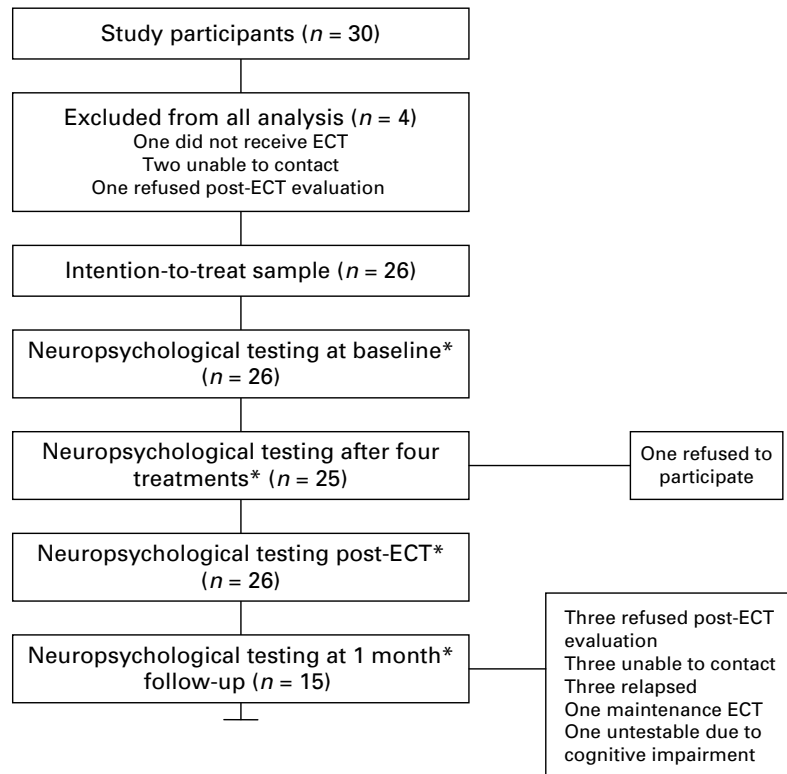 Study participants (n = 30)
Excluded from all analysis (n = 4)
One did not receive ECT
Two unable to contact
One refused post-ECT evaluation
Intention-to-treat sample (n = 26)
Neuropsychological testing at baseline*
(n = 26)
Neuropsychological testing after four
treatments* (n = 25)
One refused to
participate
Neuropsychological testing post-ECT*
(n = 26)
Neuropsychological testing at 1 month*
follow-up (n = 15)
Three refused post-ECT
evaluation
Three unable to contact
Three relapsed
One maintenance ECT
One untestable due to
cognitive impairment